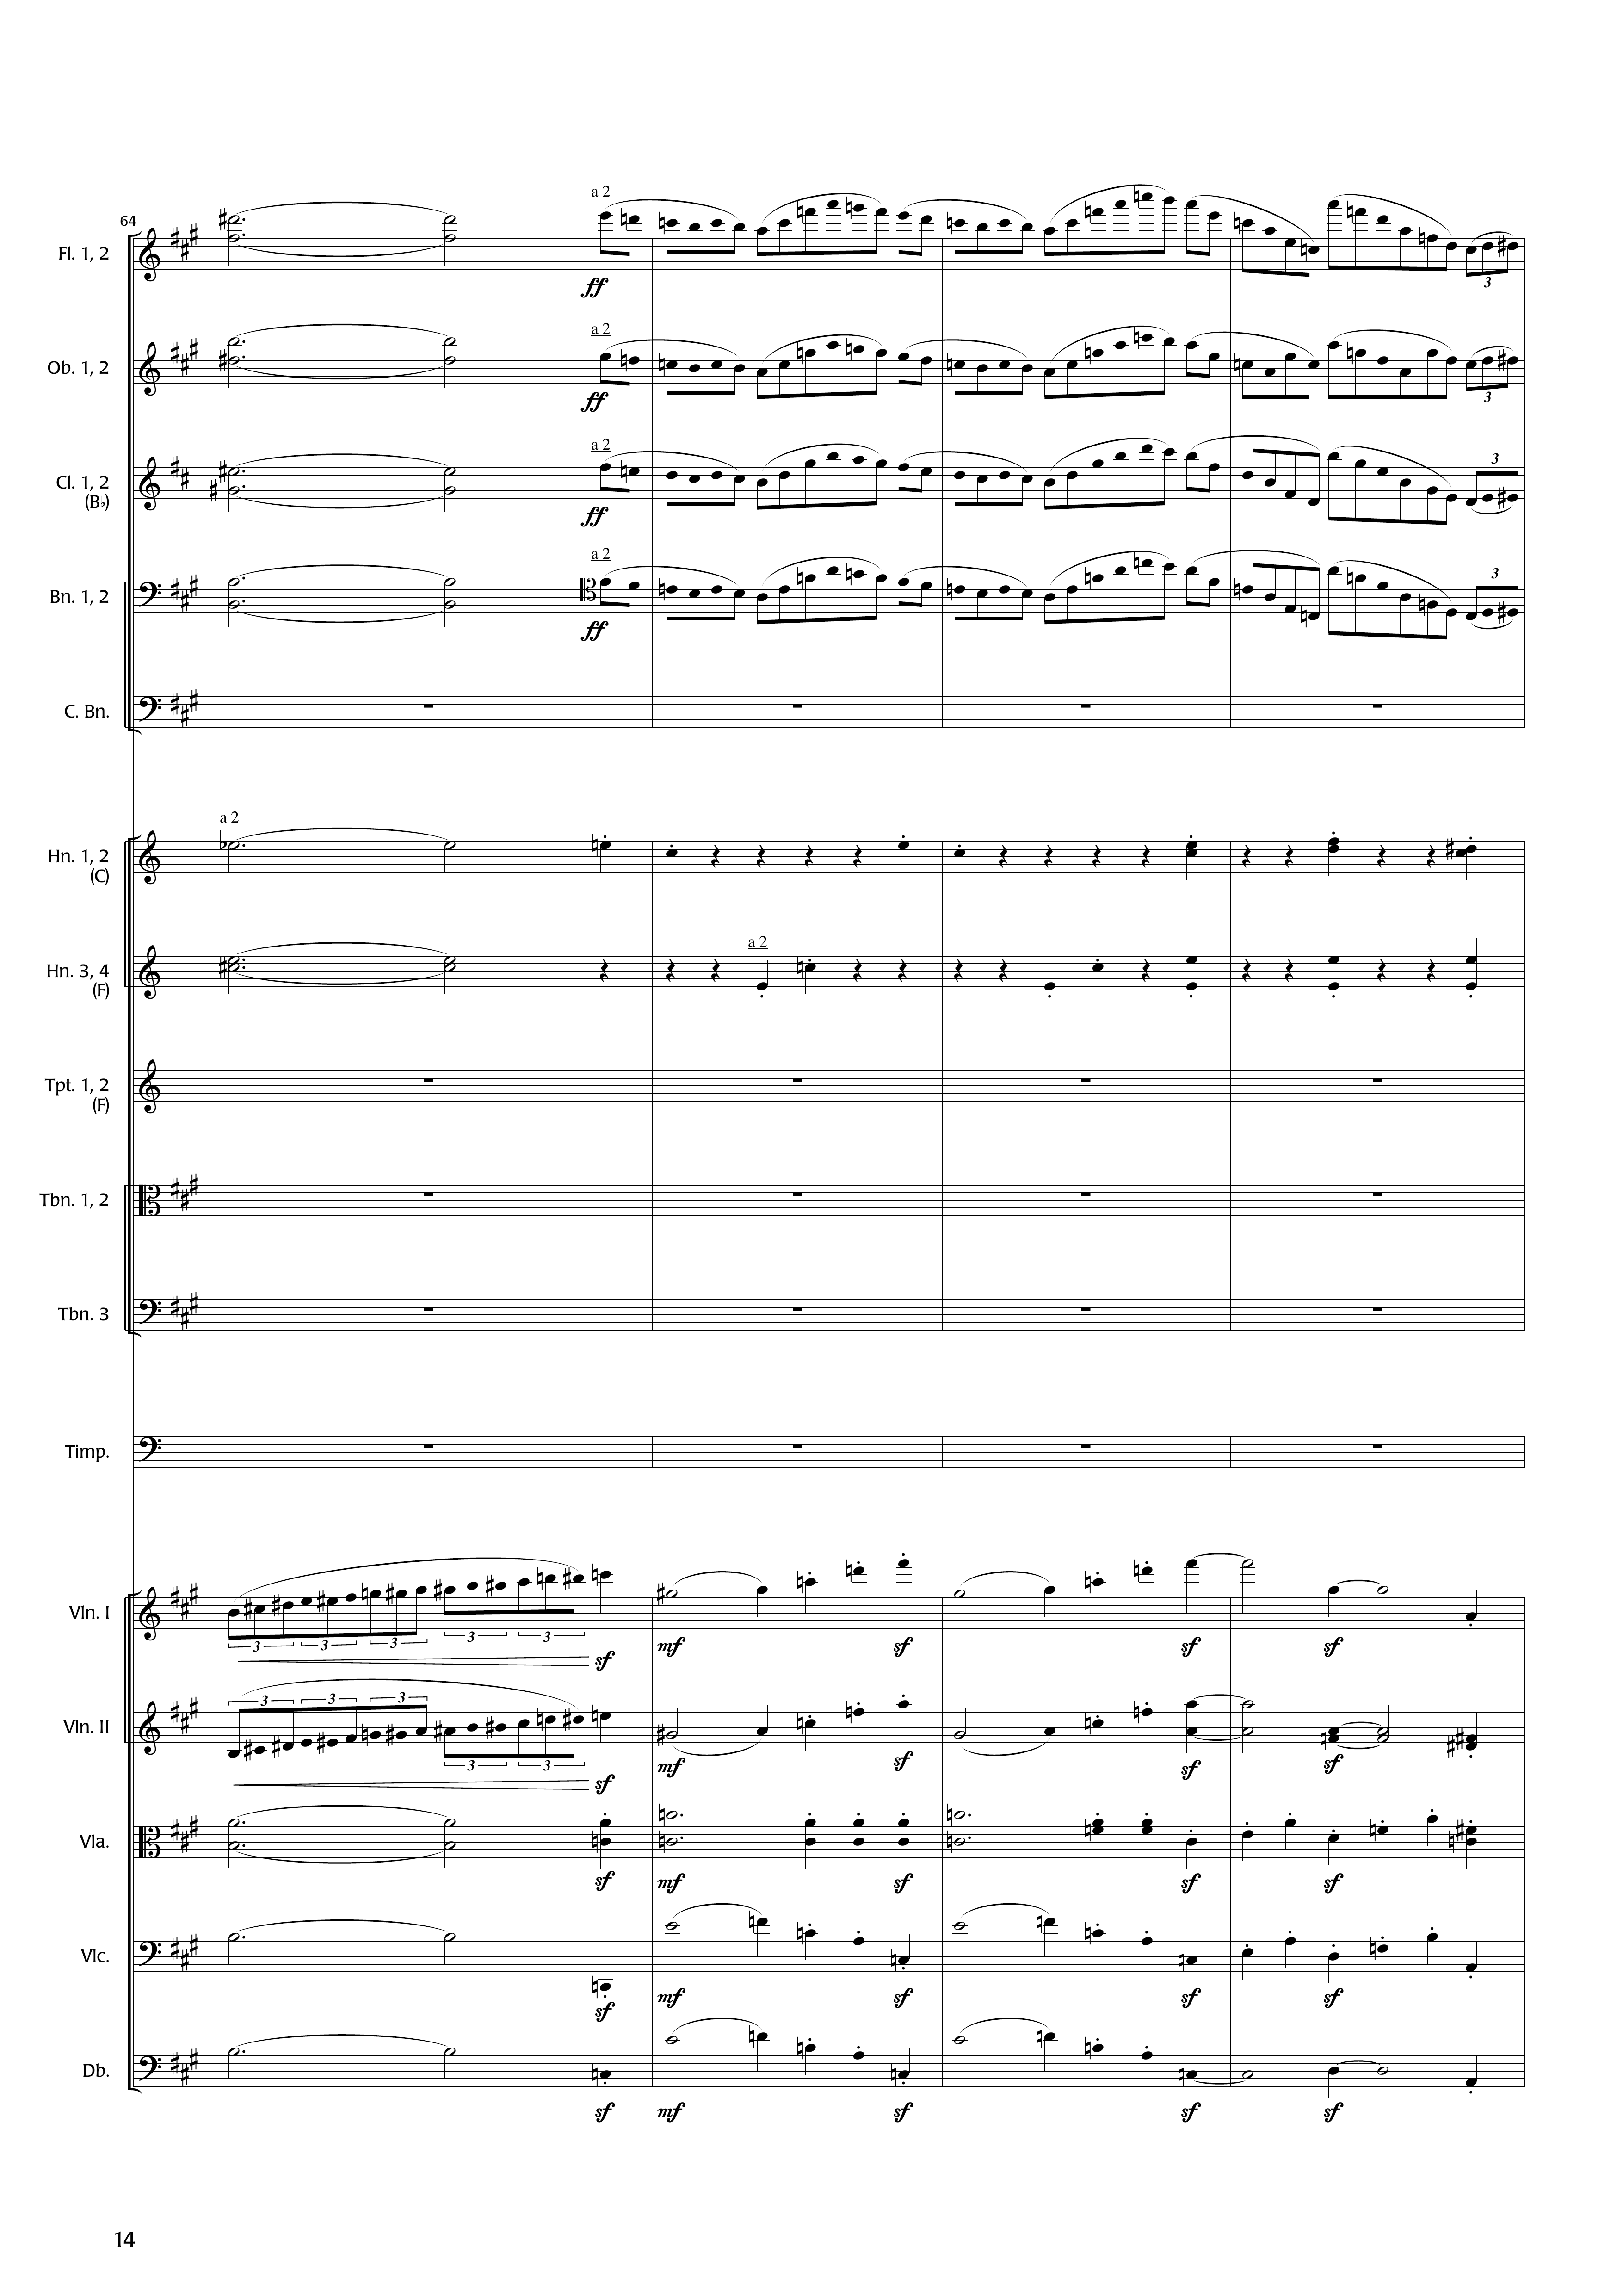 64
a 2
Fl. 1, 2
ff
3
a 2
Ob. 1, 2
ff
3
a 2
Cl. 1, 2
(B♭)
ff
3
a 2
Bn. 1, 2
ff
3
C. Bn.
a 2
Hn. 1, 2
(C)
a 2
Hn. 3, 4
(F)
Tpt. 1, 2
(F)
Tbn. 1, 2
Tbn. 3
Timp.
Vln. I
3 3 3 3 3
sf mf sf sf sf
3 3 3
Vln. II
3 3
sf mf sf sf sf
Vla.
sf mf sf sf sf
Vlc.
sf mf sf sf sf
Db.
sf mf sf sf sf
14